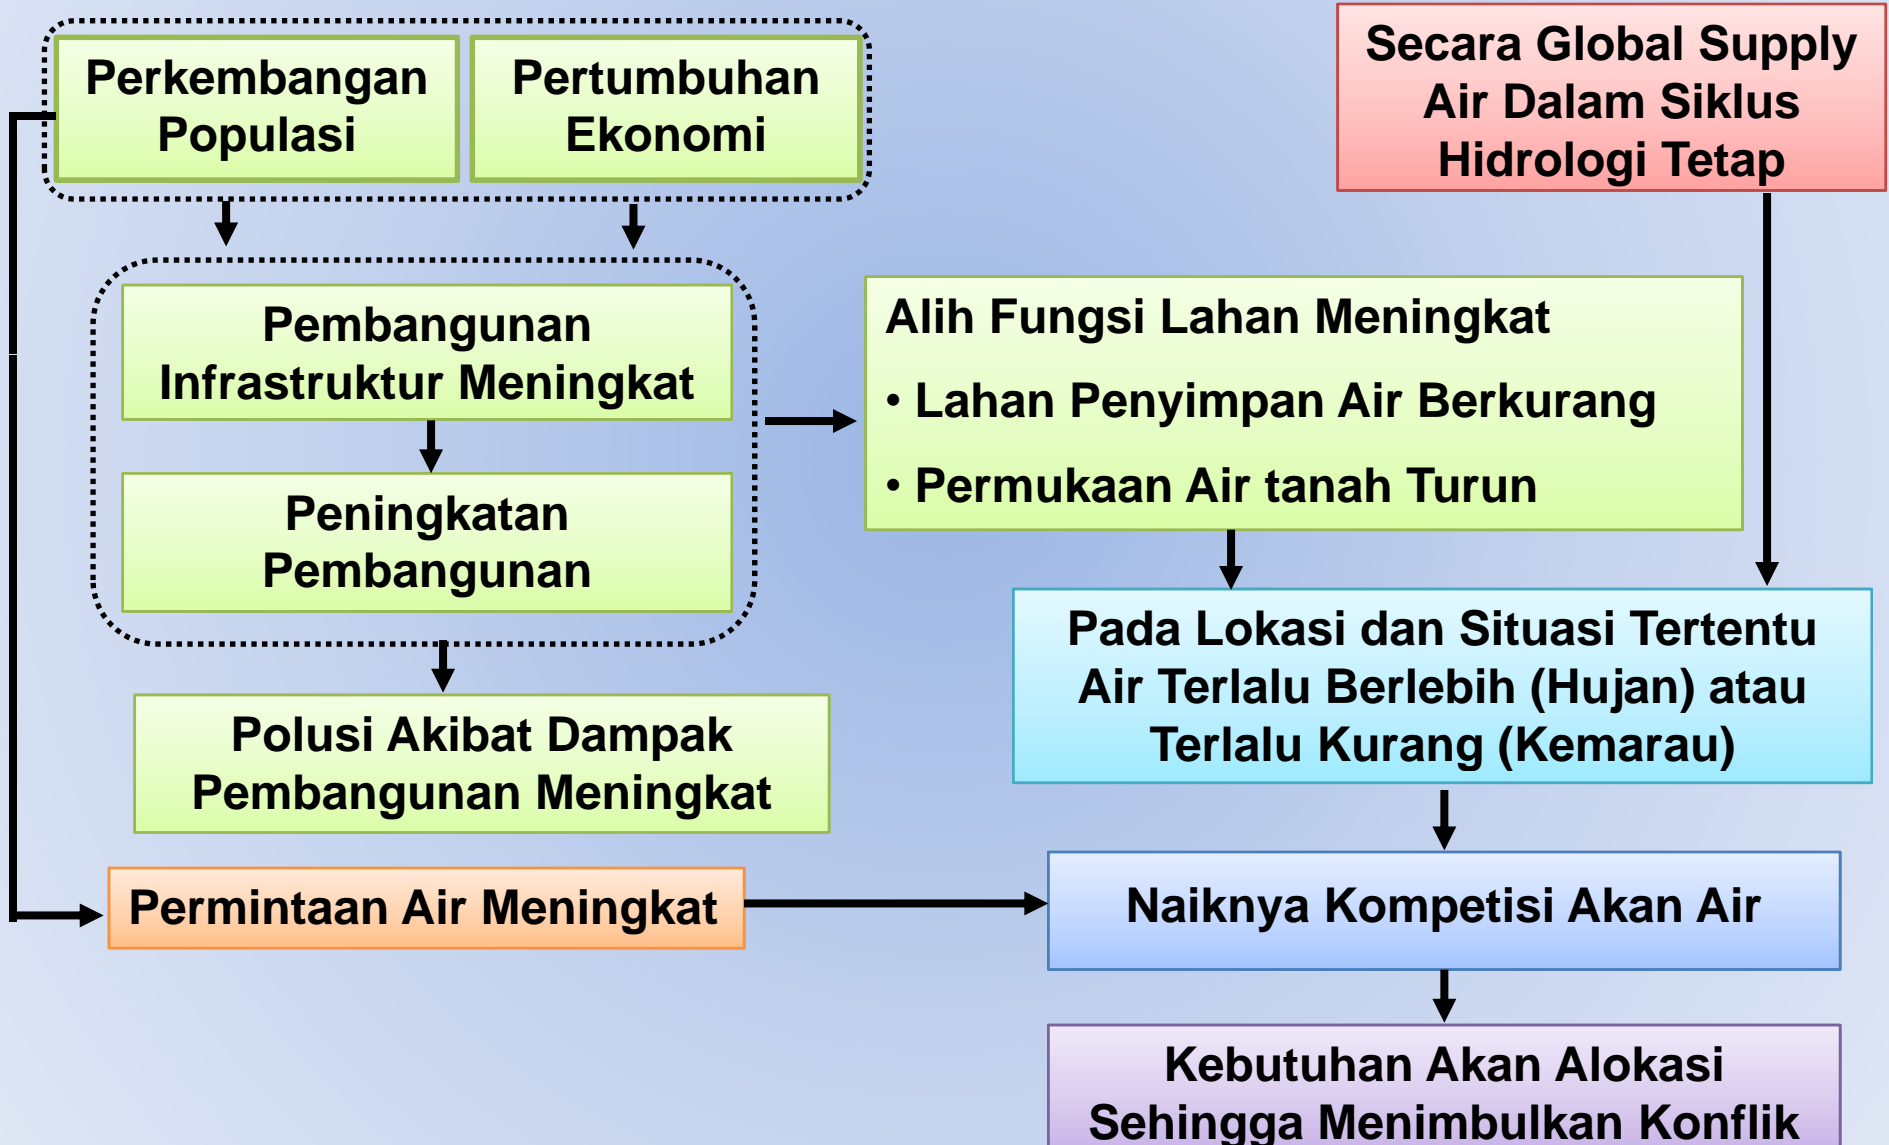 Perkembangan
Populasi
Pertumbuhan
Ekonomi
Secara Global Supply
Air Dalam Siklus
Hidrologi Tetap
Pembangunan
Infrastruktur Meningkat
Alih Fungsi Lahan Meningkat
• Lahan Penyimpan Air Berkurang
• Permukaan Air tanah Turun
Peningkatan
Pembangunan
Pada Lokasi dan Situasi Tertentu
Air Terlalu Berlebih (Hujan) atau
Terlalu Kurang (Kemarau)
Polusi Akibat Dampak
Pembangunan Meningkat
Permintaan Air Meningkat
Naiknya Kompetisi Akan Air
Kebutuhan Akan Alokasi
Sehingga Menimbulkan Konflik